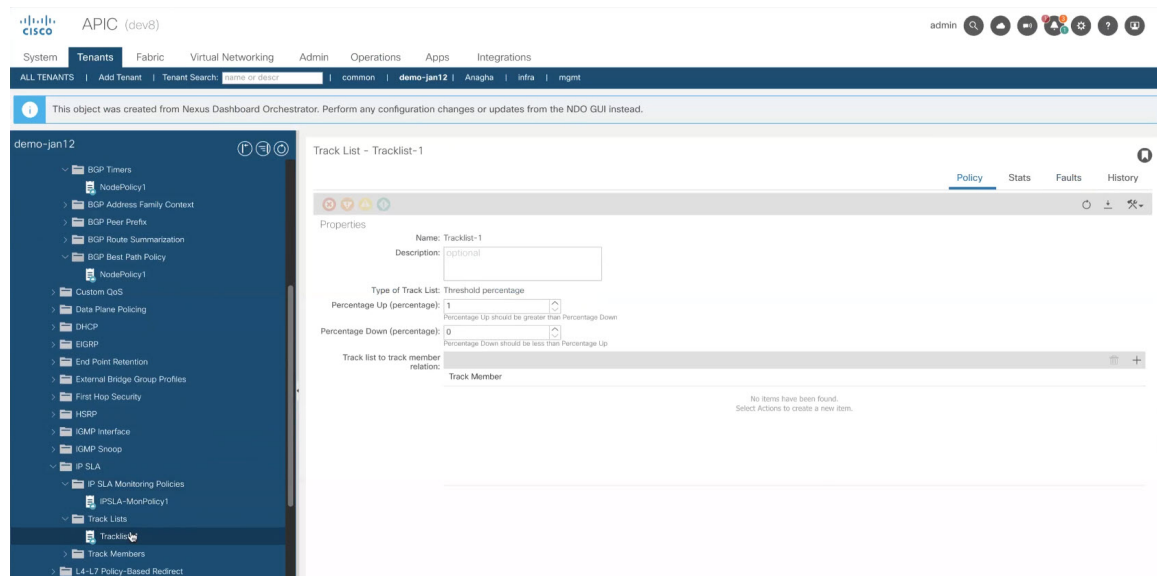 CISCO APIC (dev8) admin
System Tenants Fabric Virtual Networking Admin Operations Apps Integrations
ALL TENANTS | Add Tenant | Tenant Search: name or descr | common | demo-jan12 | Anagha | infra | mgmt
This object was created from Nexus Dashboard Orchestrator. Perform any configuration changes or updates from the NDO GUI instead.
demo-jan12
BGP Timers
NodePolicy1
BGP Address Family Context
BGP Peer Prefix
BGP Route Summarization
BGP Best Path Policy
NodePolicy1
Custom QoS
Data Plane Policing
DHCP
EIGRP
End Point Retention
External Bridge Group Profiles
First Hop Security
HSRP
IGMP Interface
IGMP Snoop
IP SLA
IP SLA Monitoring Policies
IPSLA-MonPolicy1
Track Lists
Tracklist
Track Members
L4-L7 Policy-Based Redirect
Track List - Tracklist-1
Policy Stats Faults History
Properties
Name: Tracklist-1
Description: optional
Type of Track List: Threshold percentage
Percentage Up (percentage): 1
Percentage Up should be greater than Percentage Down
Percentage Down (percentage): 0
Percentage Down should be less than Percentage Up
Track list to track member relation:
Track Member
No items have been found.
Select Actions to create a new item.